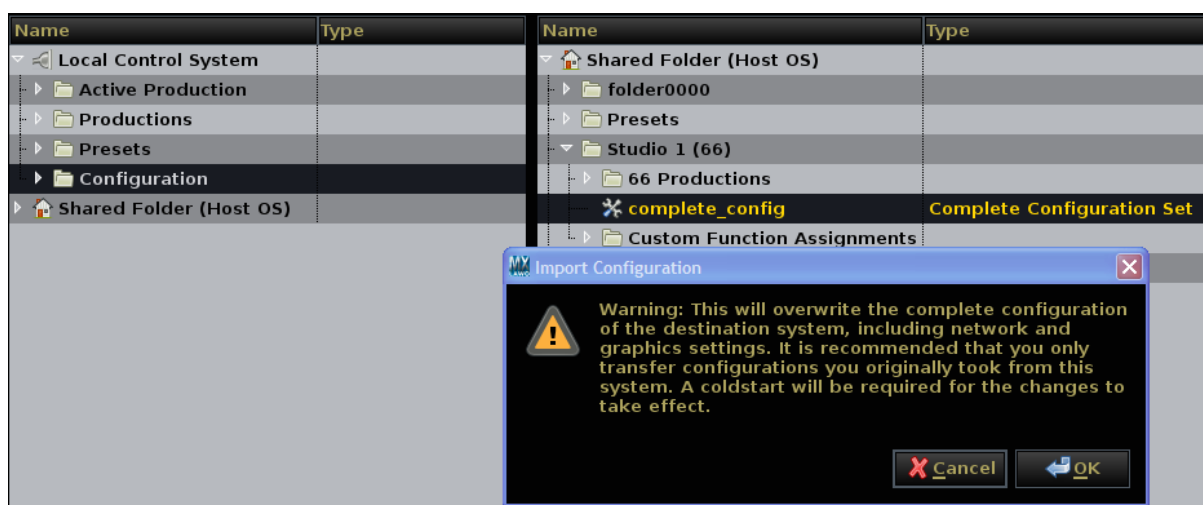 Name Type
Local Control System
Active Production
Productions
Presets
Configuration
Shared Folder (Host OS)
Name Type
Shared Folder (Host OS)
folder0000
Presets
Studio 1 (66)
66 Productions
complete_config Complete Configuration Set
Custom Function Assignments
Import Configuration
Warning: This will overwrite the complete configuration
of the destination system, including network and
graphics settings. It is recommended that you only
transfer configurations you originally took from this
system. A coldstart will be required for the changes to
take effect.
Cancel OK